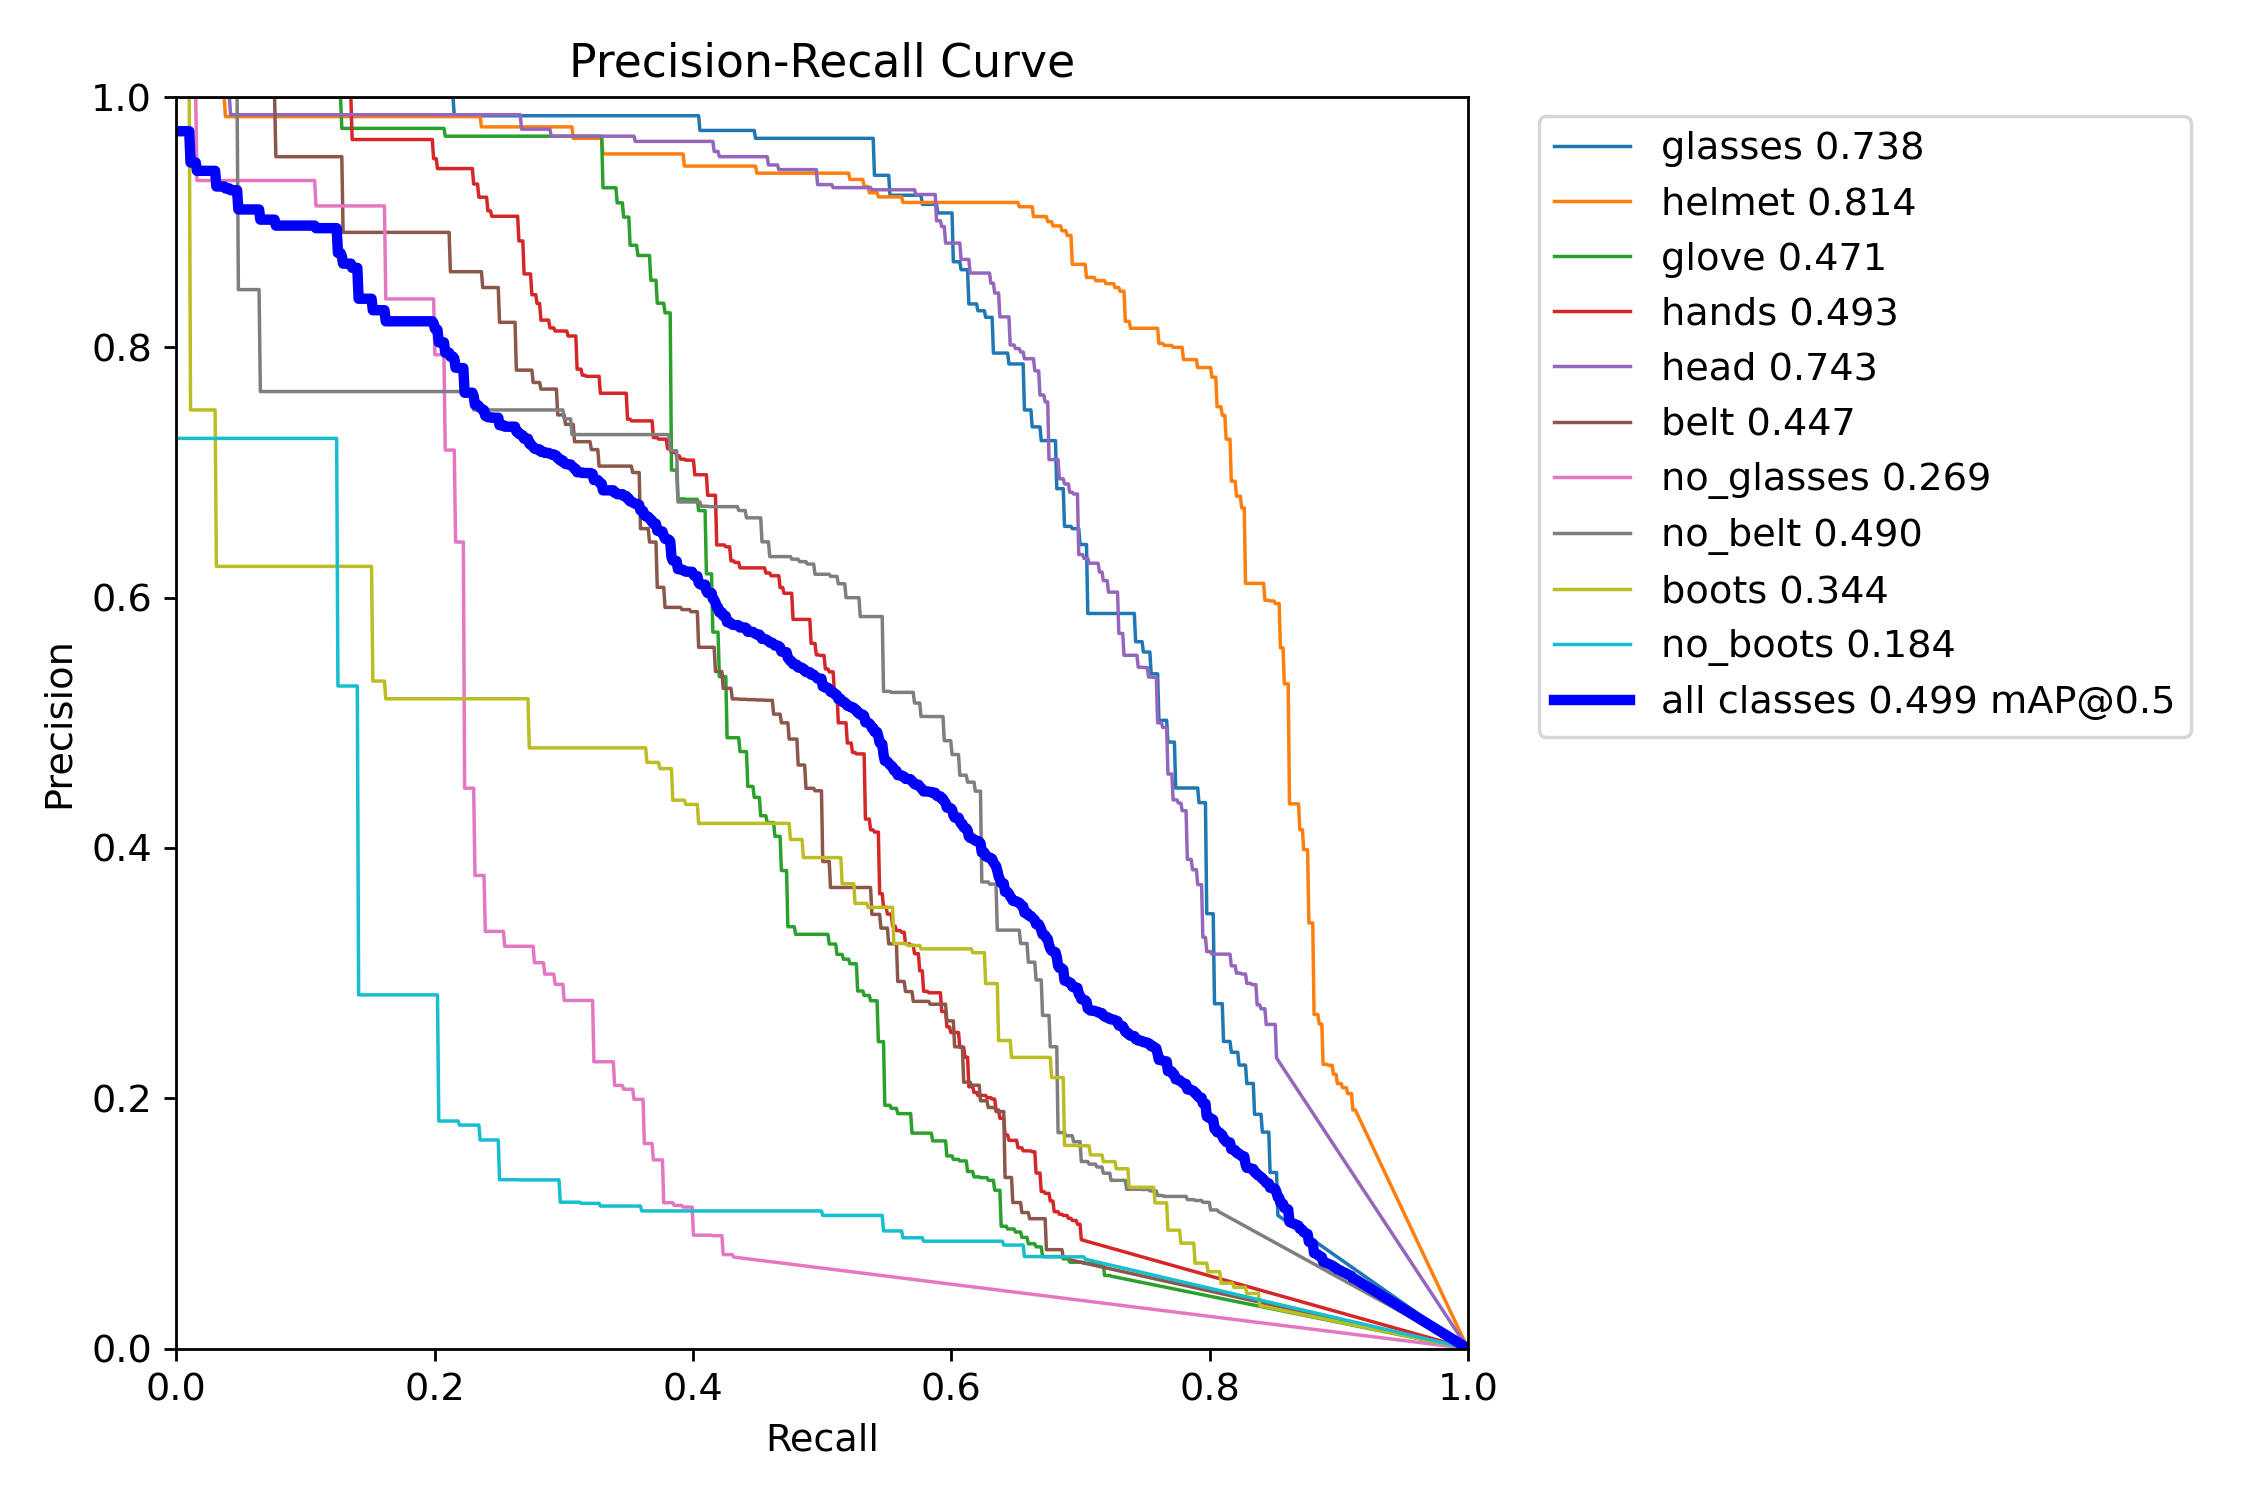 Precision-Recall Curve
1.0
0.8
0.6
0.4
0.2
0.0
Precision
0.0 0.2 0.4 0.6 0.8 1.0
Recall
glasses 0.738
helmet 0.814
glove 0.471
hands 0.493
head 0.743
belt 0.447
no_glasses 0.269
no_belt 0.490
boots 0.344
no_boots 0.184
all classes 0.499 mAP@0.5